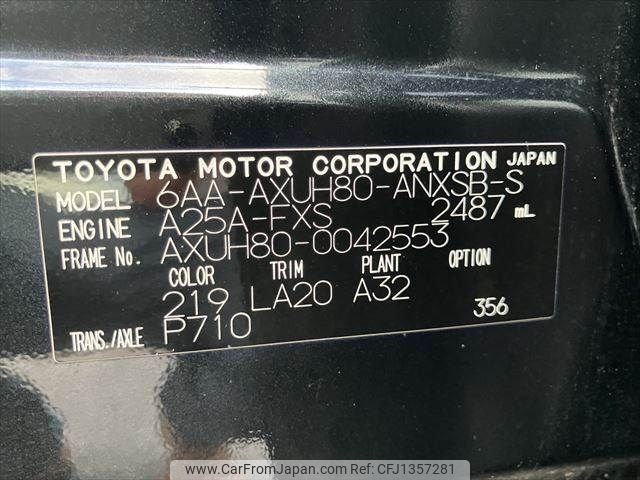 TOYOTA MOTOR CORPORATION JAPAN
MODEL 6AA-AXUH80-ANXSB-S
ENGINE A25A-FXS 2487 mL
FRAME No. AXUH80-0042553
COLOR TRIM PLANT OPTION
219 LA20 A32
TRANS./AXLE P710 356
www.CarFromJapan.com - CFJ1357281